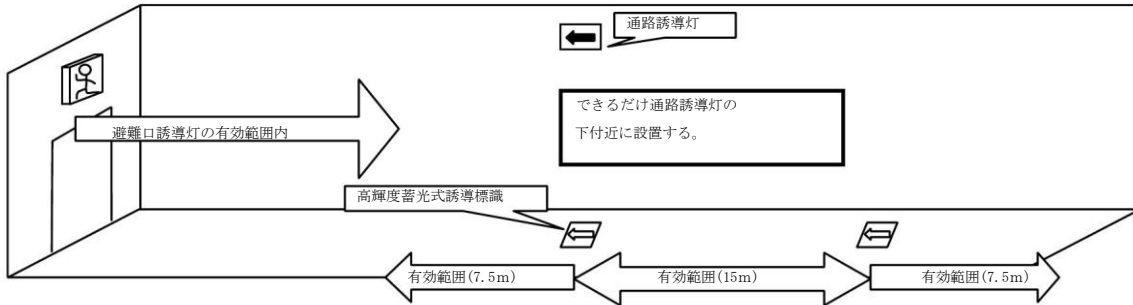 通路誘導灯
できるだけ通路誘導灯の
下付近に設置する。
避難口誘導灯の有効範囲内
高輝度蓄光式誘導標識
有効範囲(7.5m)
有効範囲(15m)
有効範囲(7.5m)